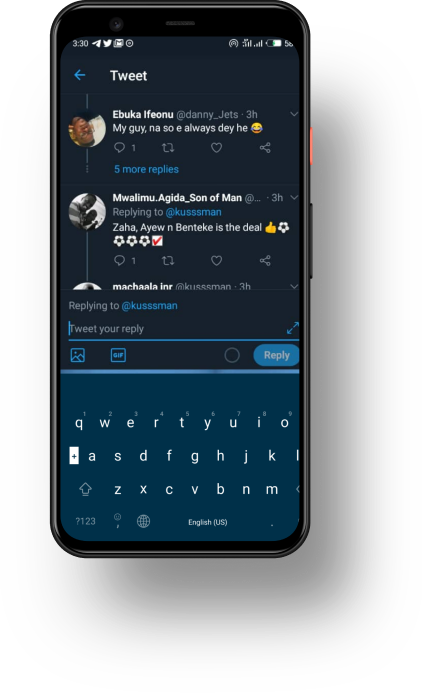 3:30
Tweet
Ebuka Ifeonu @danny_Jets · 3h
My guy, na so e always dey he 😂
1
5 more replies
Mwalimu.Agida_Son of Man @... · 3h
Replying to @kusssman
Zaha, Ayew n Benteke is the deal 👍⚽
⚽⚽⚽☑
1
machaala jnr @kusssman · 3h
Replying to @kusssman
Tweet your reply
GIF
Reply
1 2 3 4 5 6 7 8 9
q w e r t y u i o
a s d f g h j k l
z x c v b n m
?123 , English (US) .